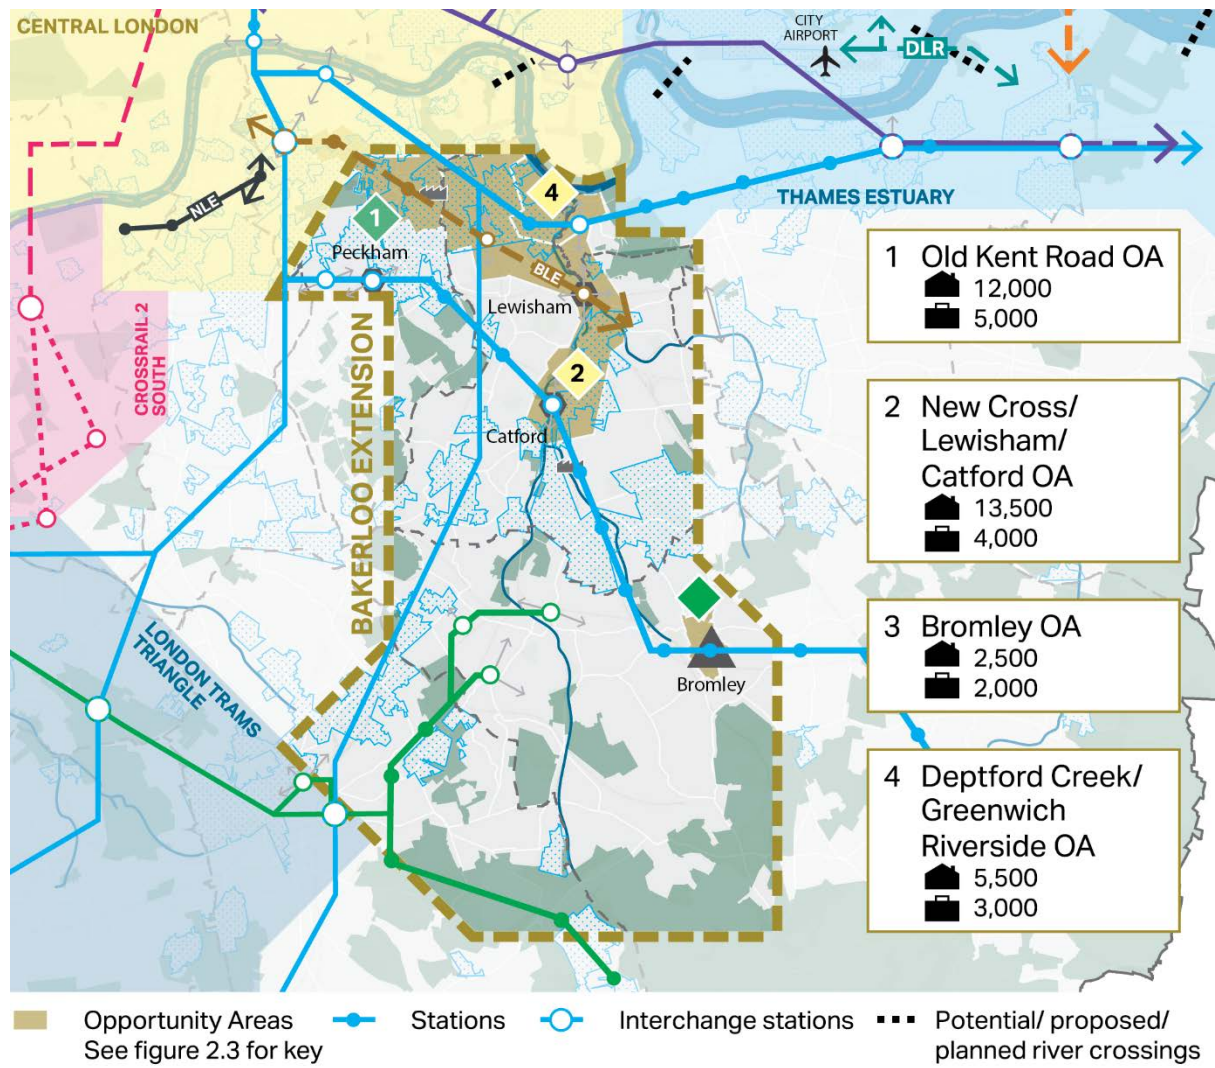 CENTRAL LONDON
CITY
AIRPORT
DLR
NLE
THAMES ESTUARY
4
1
Peckham
BLE
Lewisham
2
Catford
CROSSRAIL 2
SOUTH
BAKERLOO EXTENSION
LONDON TRAMS
TRIANGLE
Bromley
1 Old Kent Road OA
12,000
5,000
2 New Cross/
Lewisham/
Catford OA
13,500
4,000
3 Bromley OA
2,500
2,000
4 Deptford Creek/
Greenwich
Riverside OA
5,500
3,000
Opportunity Areas
See figure 2.3 for key
Stations
Interchange stations
Potential/ proposed/
planned river crossings